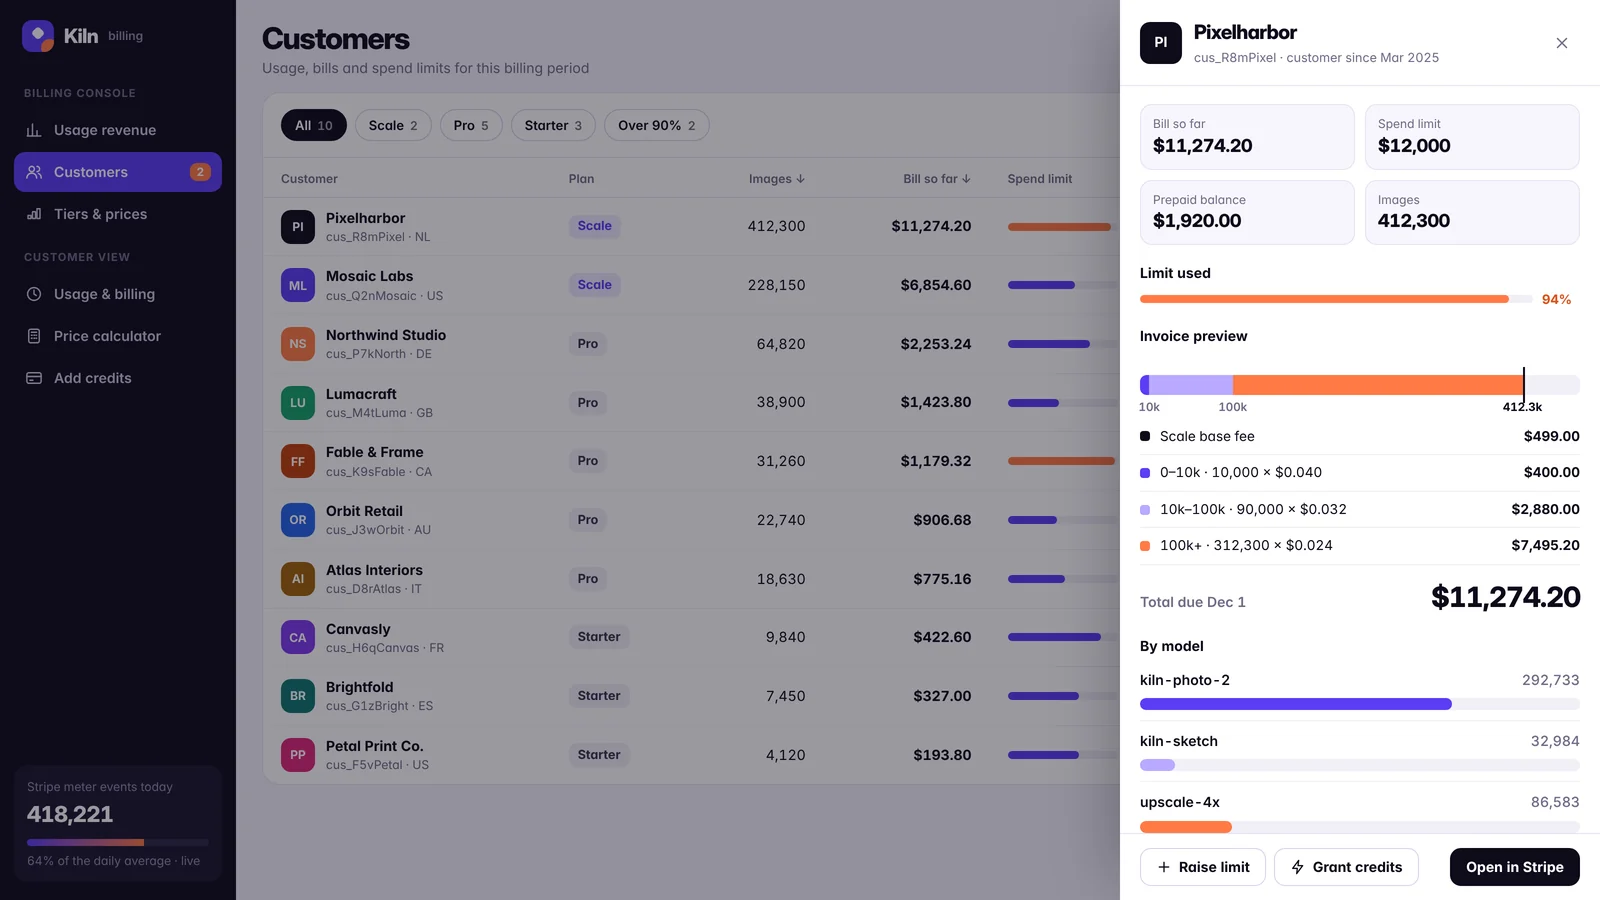 Kiln billing
BILLING CONSOLE
Usage revenue
Customers 2
Tiers & prices
CUSTOMER VIEW
Usage & billing
Price calculator
Add credits
Stripe meter events today
418,221
64% of the daily average · live
Customers
Usage, bills and spend limits for this billing period
All 10 Scale 2 Pro 5 Starter 3 Over 90% 2
Customer Plan Images ↓ Bill so far ↓ Spend limit
PI Pixelharbor Scale 412,300 $11,274.20
cus_R8mPixel · NL
ML Mosaic Labs Scale 228,150 $6,854.60
cus_Q2nMosaic · US
NS Northwind Studio Pro 64,820 $2,253.24
cus_P7kNorth · DE
LU Lumacraft Pro 38,900 $1,423.80
cus_M4tLuma · GB
FF Fable & Frame Pro 31,260 $1,179.32
cus_K9sFable · CA
OR Orbit Retail Pro 22,740 $906.68
cus_J3wOrbit · AU
AI Atlas Interiors Pro 18,630 $775.16
cus_D8rAtlas · IT
CA Canvasly Starter 9,840 $422.60
cus_H6qCanvas · FR
BR Brightfold Starter 7,450 $327.00
cus_G1zBright · ES
PP Petal Print Co. Starter 4,120 $193.80
cus_F5vPetal · US
PI Pixelharbor
cus_R8mPixel · customer since Mar 2025
Bill so far
$11,274.20
Spend limit
$12,000
Prepaid balance
$1,920.00
Images
412,300
Limit used
94%
Invoice preview
10k 100k 412.3k
Scale base fee $499.00
0–10k · 10,000 × $0.040 $400.00
10k–100k · 90,000 × $0.032 $2,880.00
100k+ · 312,300 × $0.024 $7,495.20
Total due Dec 1 $11,274.20
By model
kiln-photo-2 292,733
kiln-sketch 32,984
upscale-4x 86,583
Raise limit Grant credits Open in Stripe